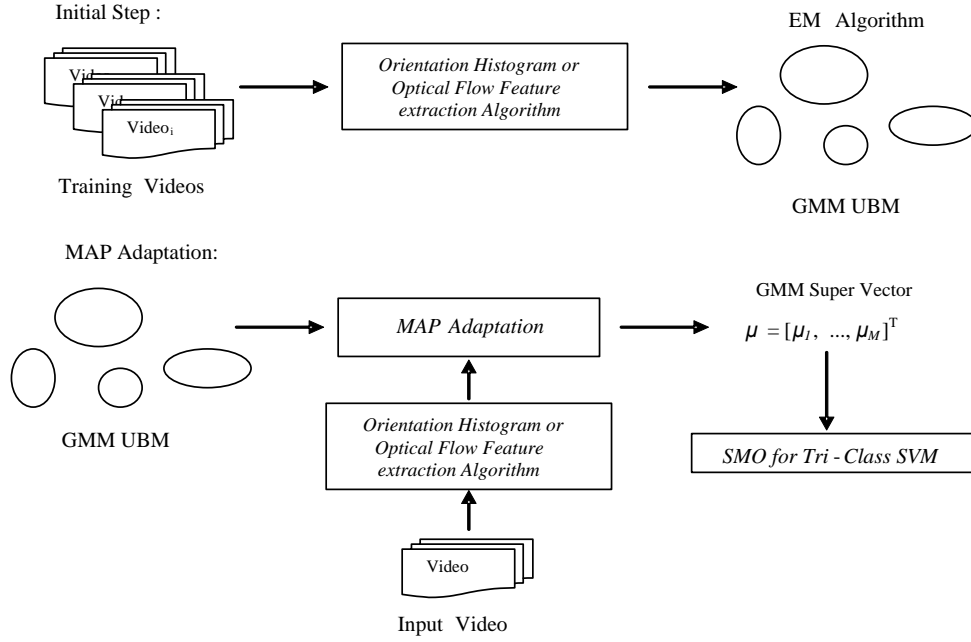 Initial Step :
EM Algorithm
Orientation Histogram or
Optical Flow Feature
extraction Algorithm
Video
Video
Videoi
Training Videos
GMM UBM
MAP Adaptation:
GMM Super Vector
MAP Adaptation
μ = [μ1, ..., μM]T
GMM UBM
Orientation Histogram or
Optical Flow Feature
extraction Algorithm
SMO for Tri - Class SVM
Video
Input Video